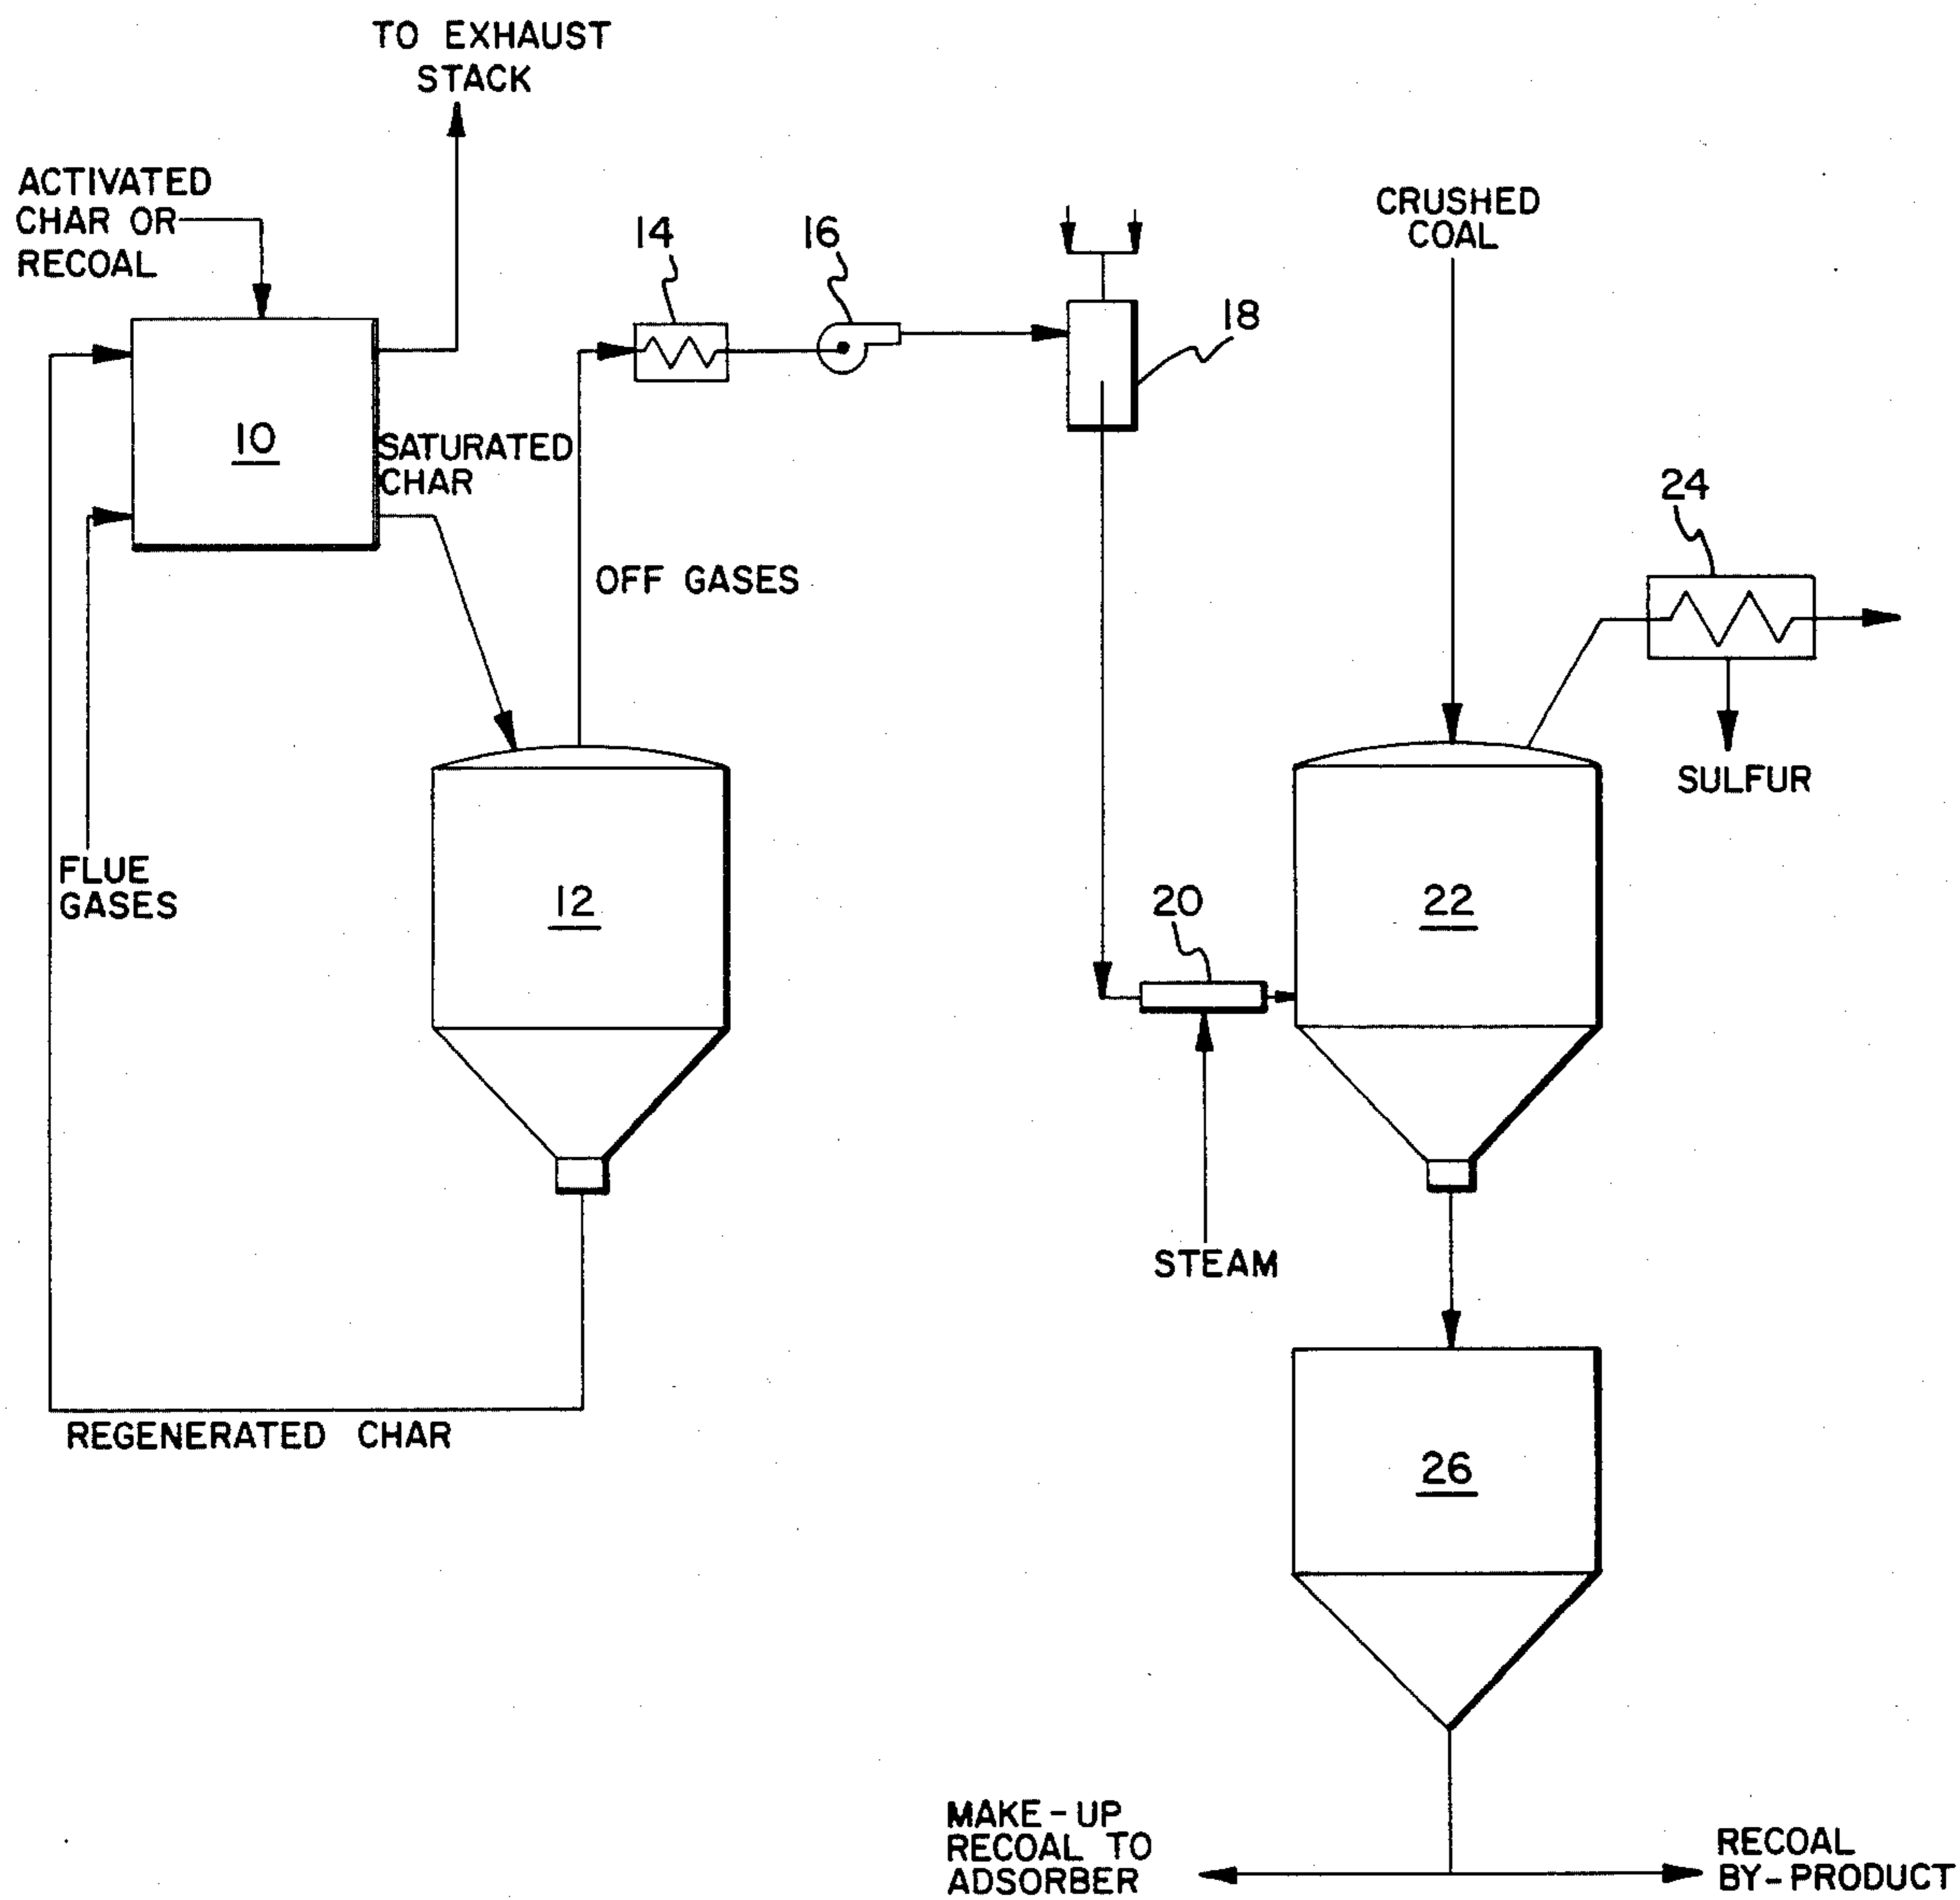 TO EXHAUST
STACK
ACTIVATED
CHAR OR
RECOAL
CRUSHED
COAL
14
16
18
10
SATURATED
CHAR
24
OFF GASES
SULFUR
FLUE
GASES
12
20
22
STEAM
REGENERATED CHAR
26
MAKE-UP
RECOAL TO
ADSORBER
RECOAL
BY-PRODUCT